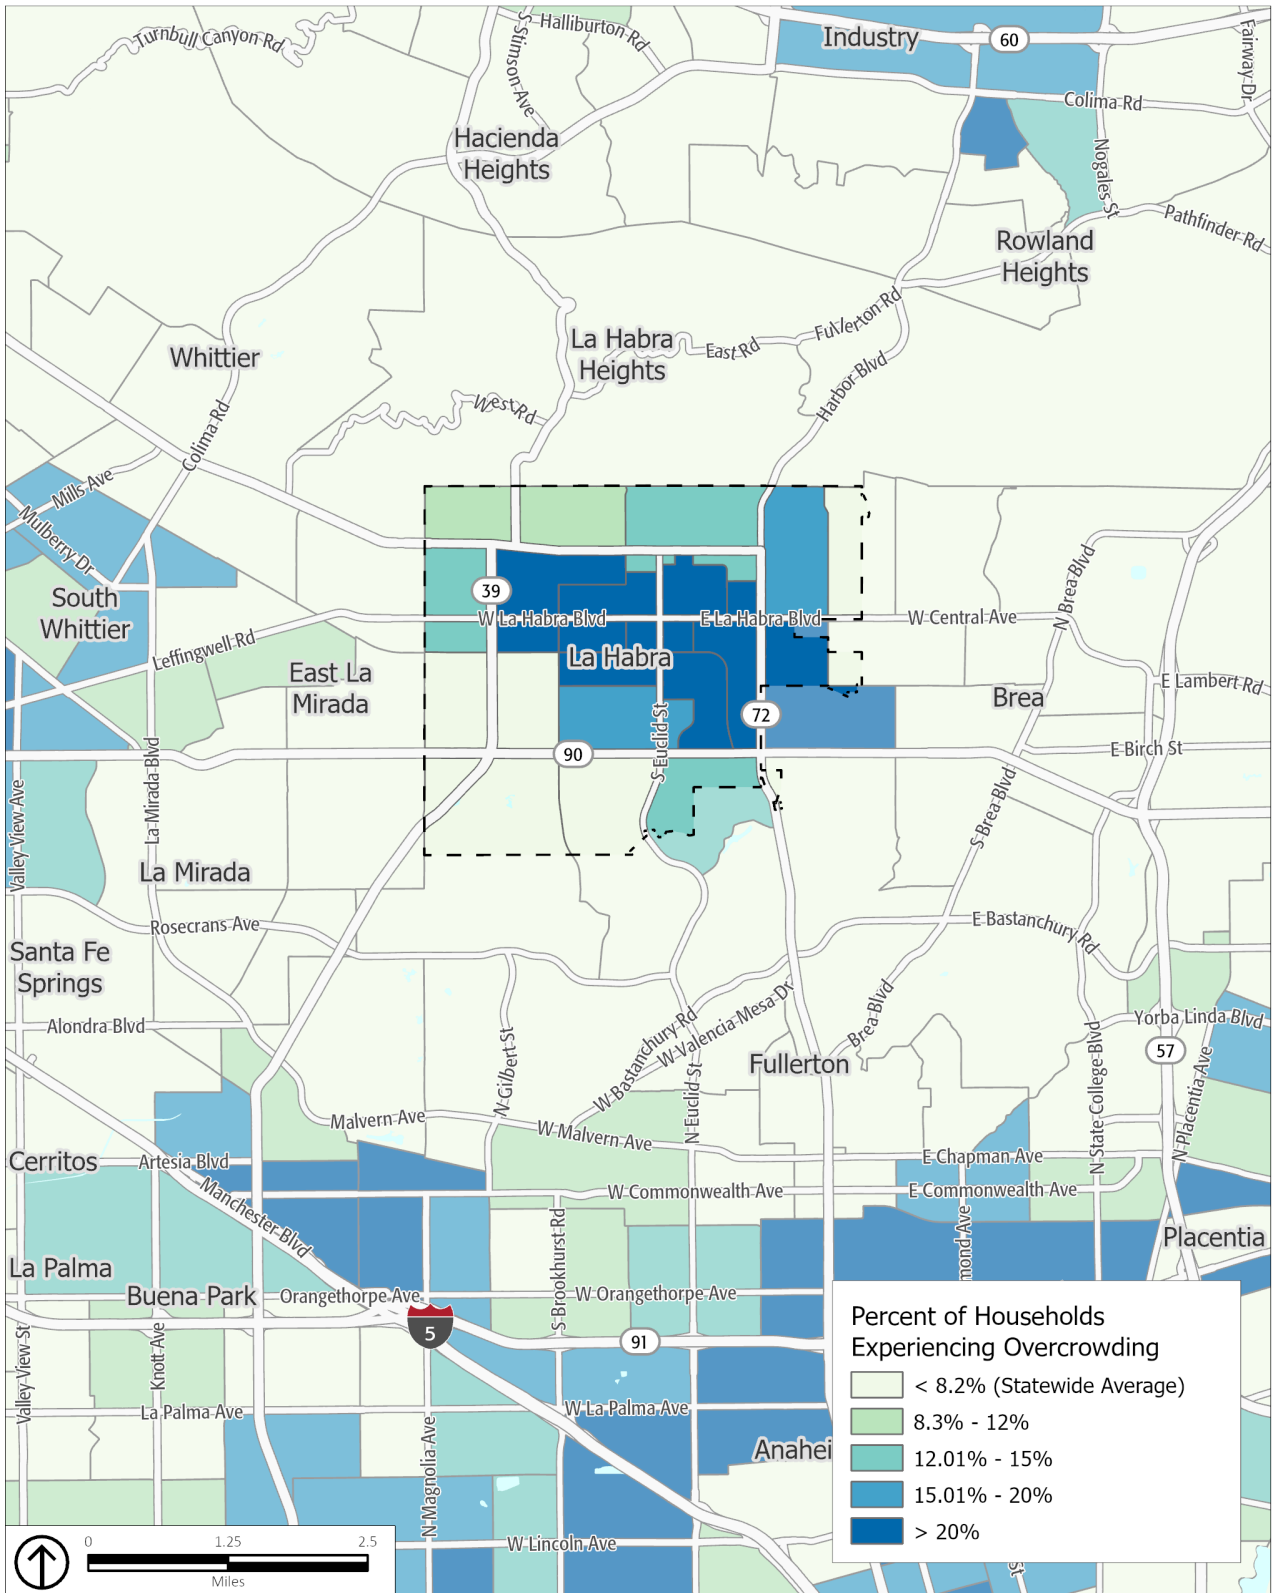 Turnbull Canyon Rd
S Stimson Ave
Halliburton Rd
Industry
60
Fairway Dr
Colima Rd
Hacienda
Heights
Nogales St
Pathfinder Rd
Rowland
Heights
Whittier
La Habra
Heights
East Rd
Fullerton Rd
Harbor Blvd
West Rd
Colima Rd
Mills Ave
Mulberry Dr
South
Whittier
39
W La Habra Blvd
E La Habra Blvd
W Central Ave
N Brea Blvd
Leffingwell Rd
La Habra
East La
Mirada
E Lambert Rd
Brea
72
S Euclid St
90
E Birch St
La Mirada Blvd
Valley View Ave
S Brea Blvd
La Mirada
Rosecrans Ave
E Bastanchury Rd
Santa Fe
Springs
Alondra Blvd
W Bastanchury Rd
W Valencia Mesa Dr
Brea Blvd
Yorba Linda Blvd
57
N Gilbert St
N Euclid St
Fullerton
N State College Blvd
N Placentia Ave
Malvern Ave
W Malvern Ave
Cerritos
Artesia Blvd
E Chapman Ave
Manchester Blvd
W Commonwealth Ave
E Commonwealth Ave
Placentia
La Palma
Buena Park
Orangethorpe Ave
S Brookhurst Rd
W Orangethorpe Ave
mond Ave
5
91
Valley View St
Knott Ave
La Palma Ave
W La Palma Ave
N Magnolia Ave
Anahei
W Lincoln Ave
St
Percent of Households
Experiencing Overcrowding
< 8.2% (Statewide Average)
8.3% - 12%
12.01% - 15%
15.01% - 20%
> 20%
0 1.25 2.5
Miles